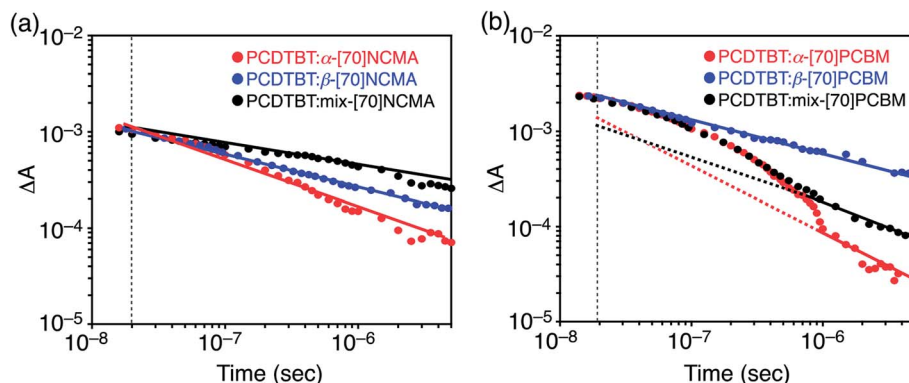 (a)
10⁻²
10⁻³
10⁻⁴
10⁻⁵
ΔA
PCDTBT:α-[70]NCMA
PCDTBT:β-[70]NCMA
PCDTBT:mix-[70]NCMA
10⁻⁸
10⁻⁷
10⁻⁶
Time (sec)
(b)
10⁻²
10⁻³
10⁻⁴
10⁻⁵
ΔA
PCDTBT:α-[70]PCBM
PCDTBT:β-[70]PCBM
PCDTBT:mix-[70]PCBM
10⁻⁸
10⁻⁷
10⁻⁶
Time (sec)